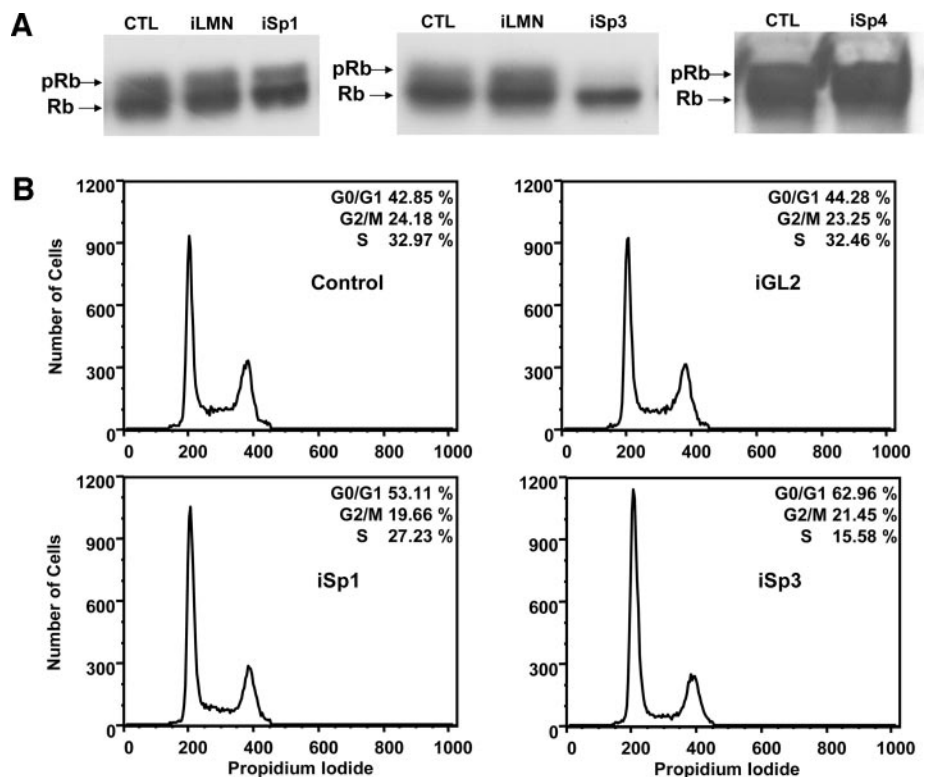 A
CTL iLMN iSp1
pRb
Rb
CTL iLMN iSp3
pRb
Rb
CTL iSp4
pRb
Rb
B
Number of Cells
1200
900
600
300
0
G0/G1 42.85 %
G2/M 24.18 %
S 32.97 %
Control
0 200 400 600 800 1000
1200
900
600
300
0
G0/G1 44.28 %
G2/M 23.25 %
S 32.46 %
iGL2
0 200 400 600 800 1000
Number of Cells
1200
900
600
300
0
G0/G1 53.11 %
G2/M 19.66 %
S 27.23 %
iSp1
0 200 400 600 800 1000
Propidium Iodide
1200
900
600
300
0
G0/G1 62.96 %
G2/M 21.45 %
S 15.58 %
iSp3
0 200 400 600 800 1000
Propidium Iodide